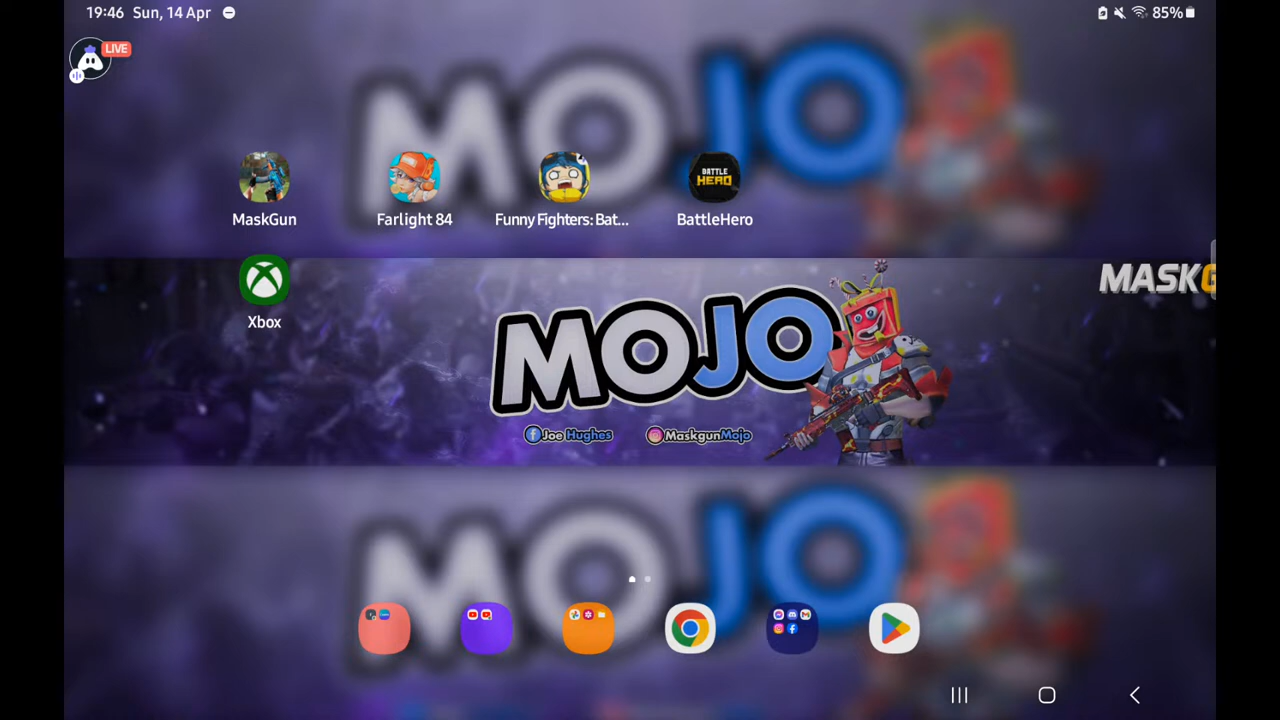 19:46 Sun, 14 Apr
85%
LIVE
MOJO
BATTLE
HERO
MaskGun
Farlight 84
Funny Fighters: Bat...
BattleHero
Xbox
MASKG
MOJO
Joe Hughes
MaskgunMojo
MOJO